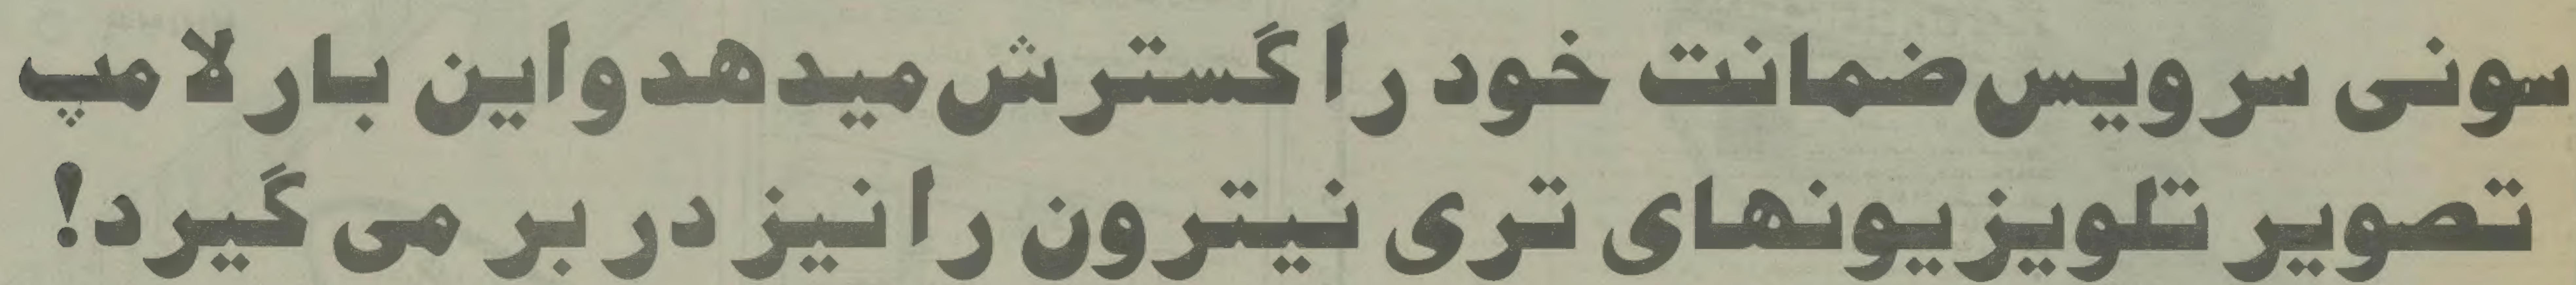 سونی سرویس ضمانت خود را گسترش میدهد و این بار لامپ
تصویر تلویزیونهای تری نیترون را نیز در بر می گیرد!